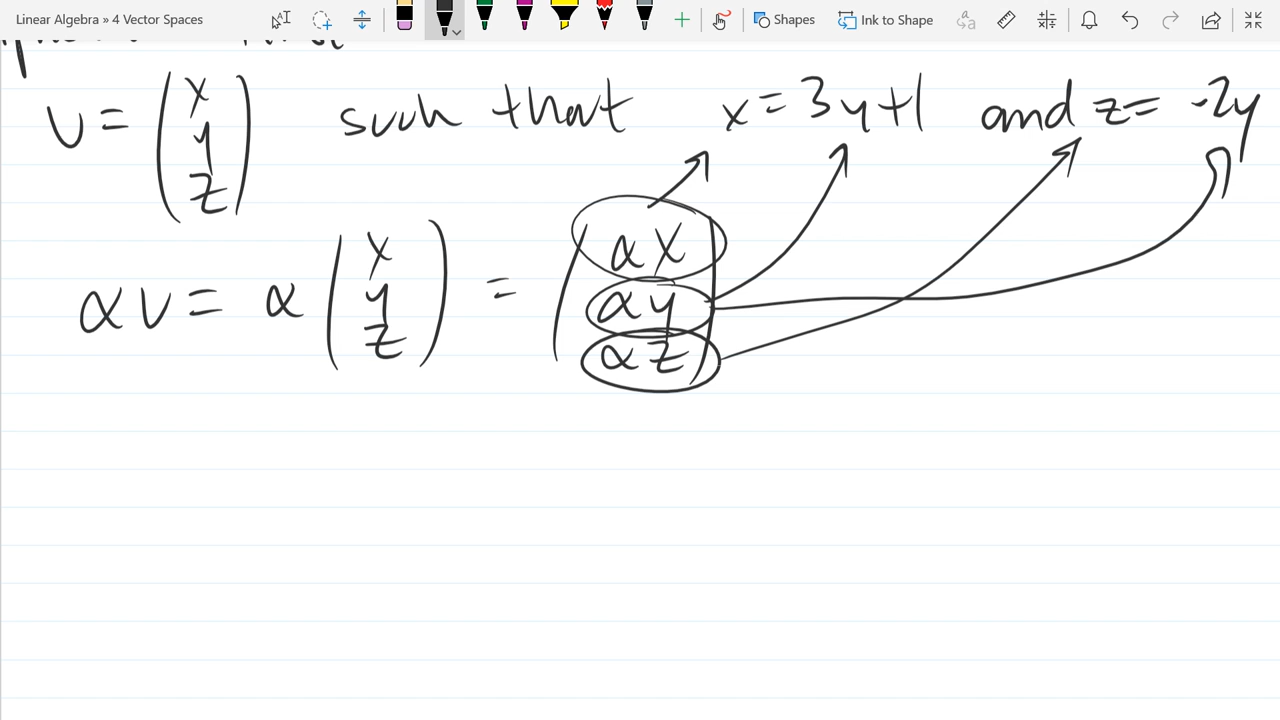 Linear Algebra » 4 Vector Spaces Shapes Ink to Shape
v = (x y z) such that x = 3y+1 and z = -2y
αv = α (x y z) = (αx αy αz)